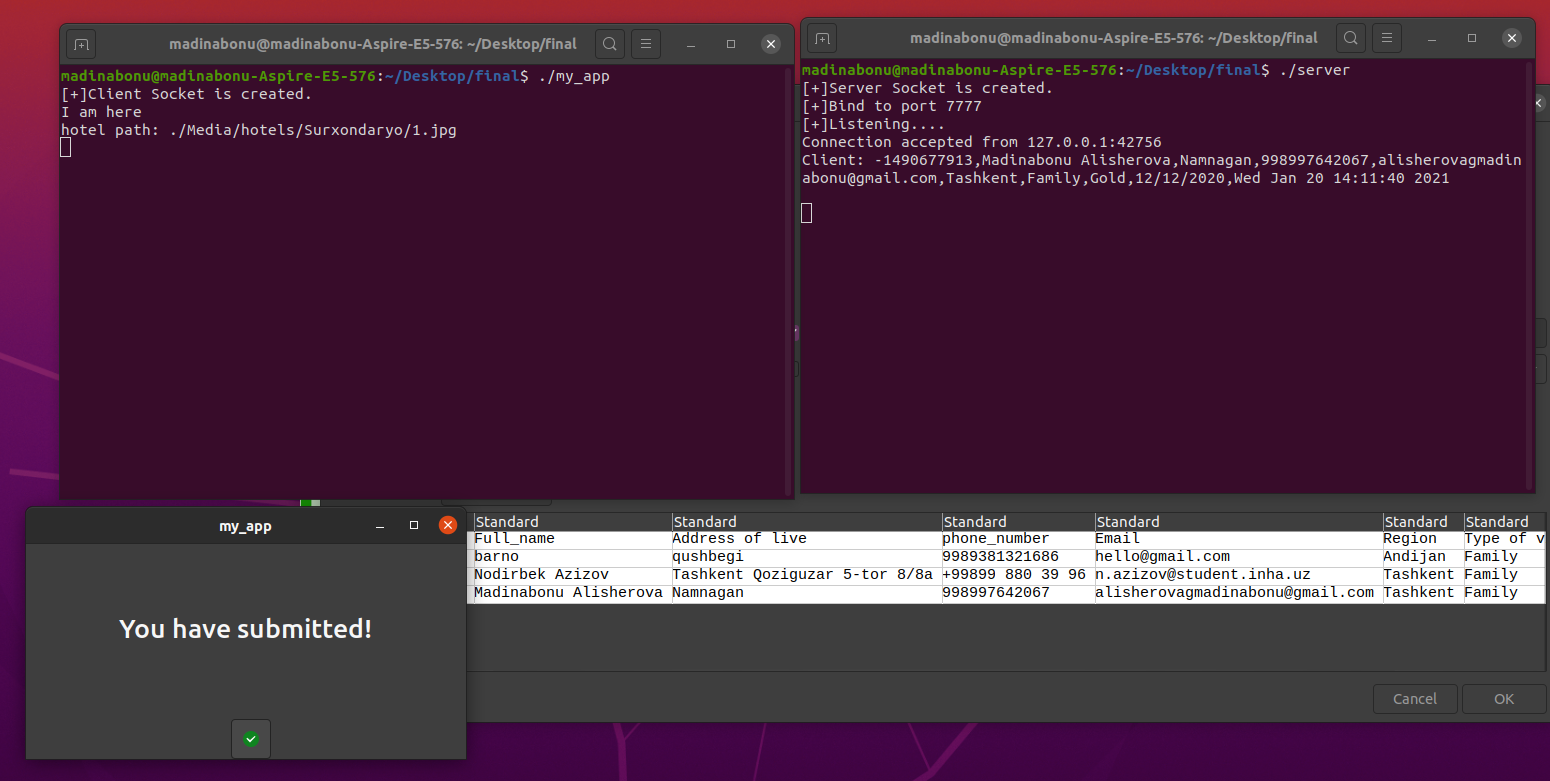 madinabonu@madinabonu-Aspire-E5-576: ~/Desktop/final
madinabonu@madinabonu-Aspire-E5-576:~/Desktop/final$ ./my_app
[+]Client Socket is created.
I am here
hotel path: ./Media/hotels/Surxondaryo/1.jpg
madinabonu@madinabonu-Aspire-E5-576: ~/Desktop/final
madinabonu@madinabonu-Aspire-E5-576:~/Desktop/final$ ./server
[+]Server Socket is created.
[+]Bind to port 7777
[+]Listening....
Connection accepted from 127.0.0.1:42756
Client: -1490677913,Madinabonu Alisherova,Namnagan,998997642067,alisherovagmadin
abonu@gmail.com,Tashkent,Family,Gold,12/12/2020,Wed Jan 20 14:11:40 2021
my_app
You have submitted!
Standard Standard Standard Standard Standard Standard
Full_name Address of live phone_number Email Region Type of v
barno qushbegi 9989381321686 hello@gmail.com Andijan Family
Nodirbek Azizov Tashkent Qoziguzar 5-tor 8/8a +99899 880 39 96 n.azizov@student.inha.uz Tashkent Family
Madinabonu Alisherova Namnagan 998997642067 alisherovagmadinabonu@gmail.com Tashkent Family
Cancel OK